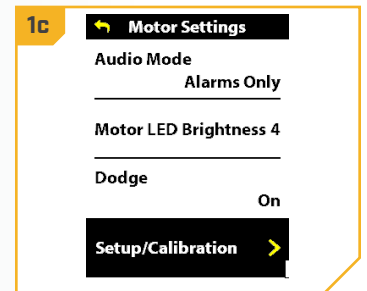 1c
Motor Settings
Audio Mode
Alarms Only
Motor LED Brightness 4
Dodge
On
Setup/Calibration >